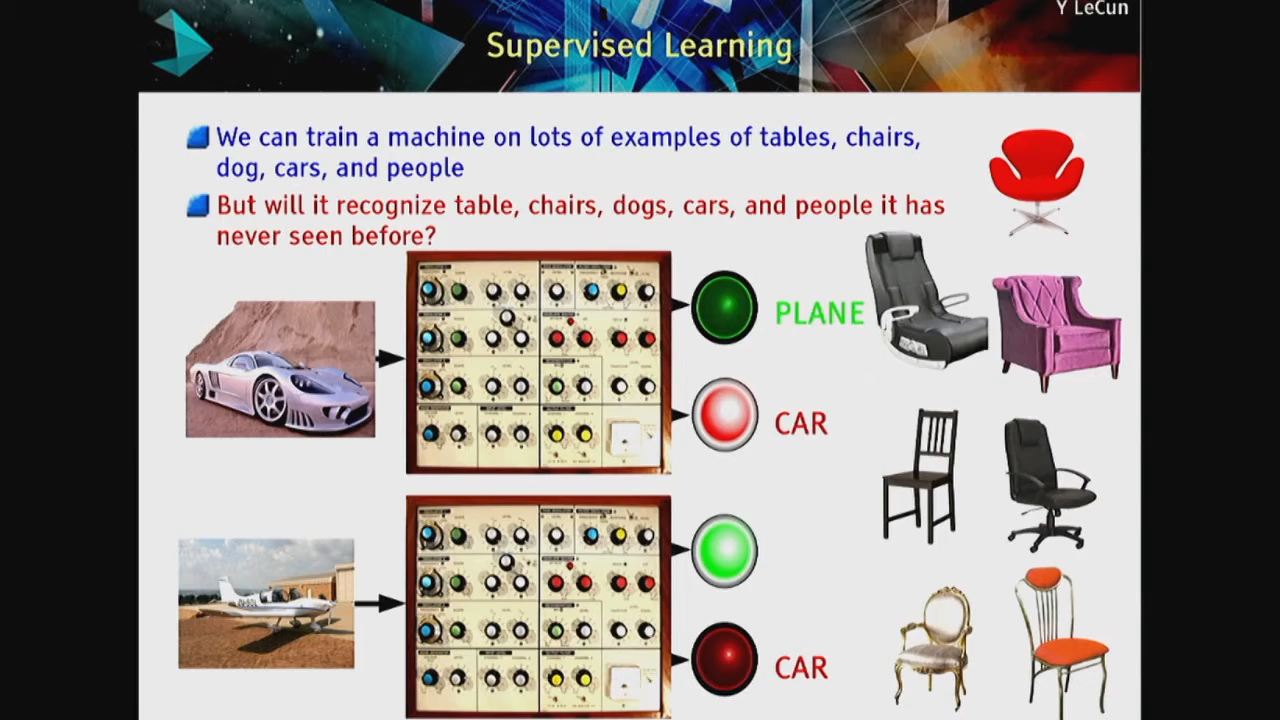 Y LeCun
Supervised Learning
We can train a machine on lots of examples of tables, chairs,
dog, cars, and people
But will it recognize table, chairs, dogs, cars, and people it has
never seen before?
PLANE
CAR
CAR